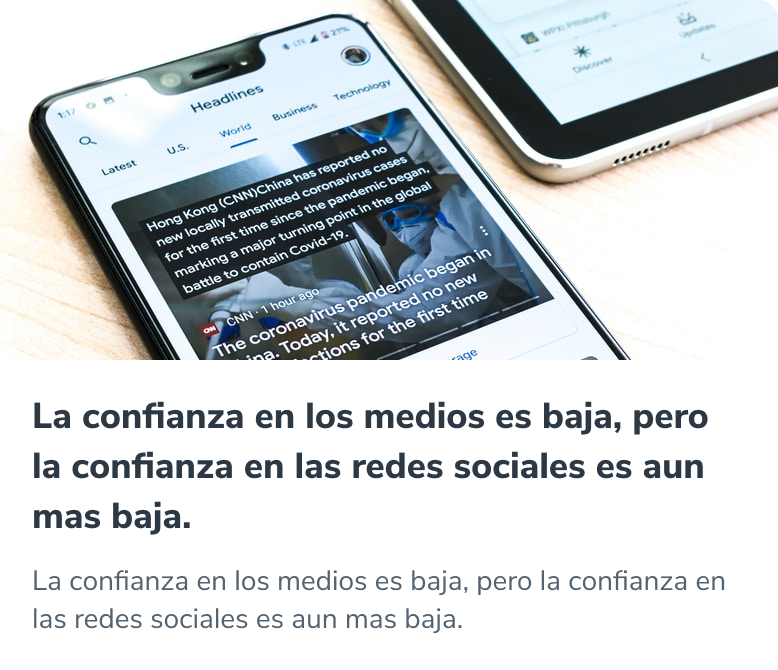 WPXI Pittsburgh
Discover
Updates
1:17
LTE
21%
Headlines
Latest
U.S.
World
Business
Technology
Hong Kong (CNN)China has reported no
new locally transmitted coronavirus cases
for the first time since the pandemic began,
marking a major turning point in the global
battle to contain Covid-19.
CNN
CNN · 1 hour ago
The coronavirus pandemic began in
ina. Today, it reported no new
ctions for the first time
rage
La confianza en los medios es baja, pero
la confianza en las redes sociales es aun
mas baja.
La confianza en los medios es baja, pero la confianza en
las redes sociales es aun mas baja.